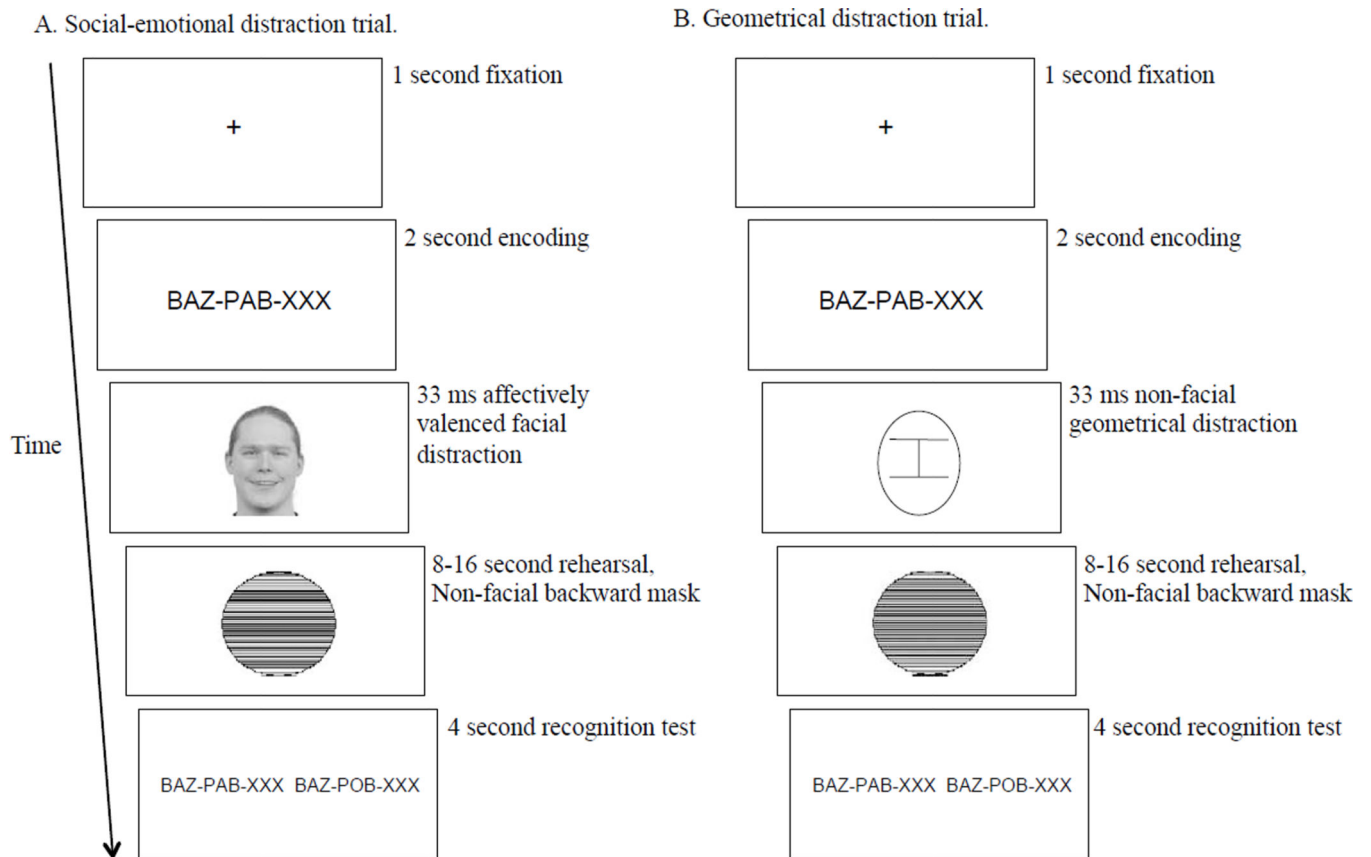 A. Social-emotional distraction trial.
1 second fixation
+
2 second encoding
BAZ-PAB-XXX
33 ms affectively
valenced facial
distraction
Time
8-16 second rehearsal,
Non-facial backward mask
4 second recognition test
BAZ-PAB-XXX BAZ-POB-XXX
B. Geometrical distraction trial.
1 second fixation
+
2 second encoding
BAZ-PAB-XXX
33 ms non-facial
geometrical distraction
8-16 second rehearsal,
Non-facial backward mask
4 second recognition test
BAZ-PAB-XXX BAZ-POB-XXX